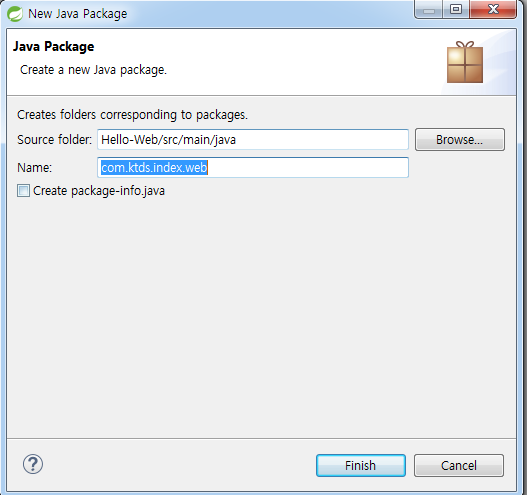 New Java Package
Java Package
Create a new Java package.
Creates folders corresponding to packages.
Source folder: Hello-Web/src/main/java Browse...
Name: com.ktds.index.web
Create package-info.java
? Finish Cancel